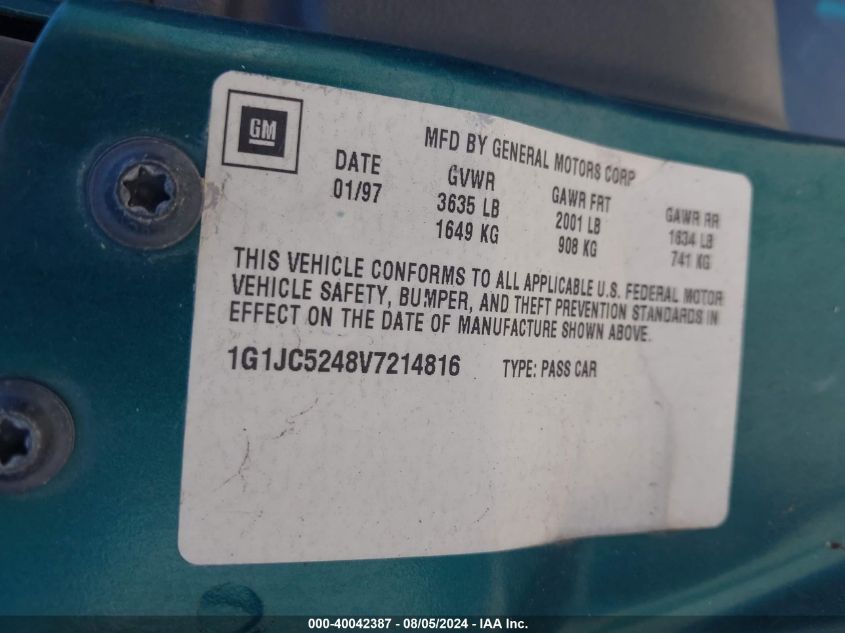 GM
MFD BY GENERAL MOTORS CORP
DATE GVWR GAWR FRT GAWR RR
01/97 3635 LB 2001 LB 1634 LB
1649 KG 908 KG 741 KG
THIS VEHICLE CONFORMS TO ALL APPLICABLE U.S. FEDERAL MOTOR
VEHICLE SAFETY, BUMPER, AND THEFT PREVENTION STANDARDS IN
EFFECT ON THE DATE OF MANUFACTURE SHOWN ABOVE.
1G1JC5248V7214816 TYPE: PASS CAR
000-40042387 - 08/05/2024 - IAA Inc.